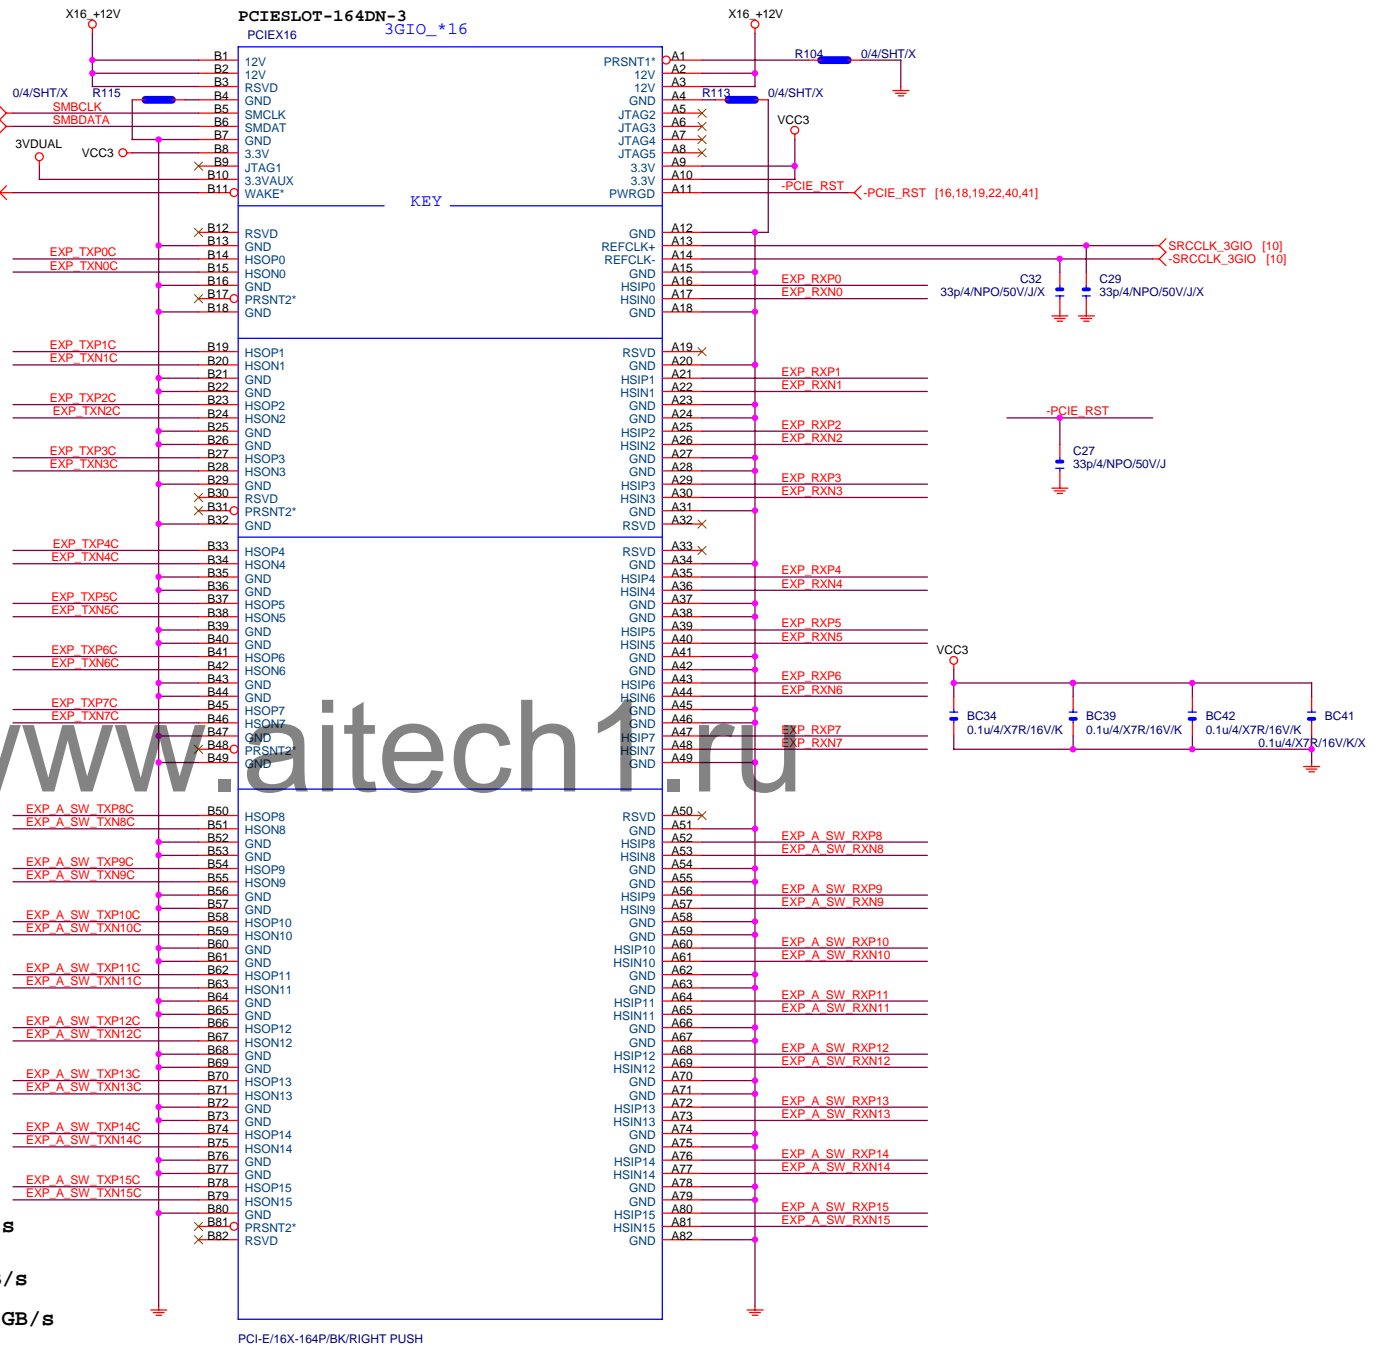 X16_+12V
PCIESLOT-164DN-3
PCIEX16
3GIO_*16
X16_+12V
B1 12V
B2 12V
B3 RSVD
0/4/SHT/X R115 B4 GND
SMBCLK B5 SMCLK
SMBDATA B6 SMDAT
B7 GND
3VDUAL VCC3 B8 3.3V
B9 JTAG1
B10 3.3VAUX
B11 WAKE*
PRSNT1* A1 R104 0/4/SHT/X
12V A2
12V A3
GND A4 R113 0/4/SHT/X
JTAG2 A5
JTAG3 A6 VCC3
JTAG4 A7
JTAG5 A8
3.3V A9
3.3V A10
PWRGD A11 -PCIE_RST -PCIE_RST [16,18,19,22,40,41]
KEY
B12 RSVD
B13 GND
EXP_TXP0C B14 HSOP0
EXP_TXN0C B15 HSON0
B16 GND
B17 PRSNT2*
B18 GND
GND A12
REFCLK+ A13 SRCCLK_3GIO [10]
REFCLK- A14 -SRCCLK_3GIO [10]
GND A15
HSIP0 A16 EXP_RXP0
HSIN0 A17 EXP_RXN0
GND A18
C32
33p/4/NPO/50V/J/X
C29
33p/4/NPO/50V/J/X
EXP_TXP1C B19 HSOP1
EXP_TXN1C B20 HSON1
B21 GND
B22 GND
EXP_TXP2C B23 HSOP2
EXP_TXN2C B24 HSON2
B25 GND
B26 GND
EXP_TXP3C B27 HSOP3
EXP_TXN3C B28 HSON3
B29 GND
B30 RSVD
B31 PRSNT2*
B32 GND
RSVD A19
GND A20
HSIP1 A21 EXP_RXP1
HSIN1 A22 EXP_RXN1
GND A23
GND A24
HSIP2 A25 EXP_RXP2
HSIN2 A26 EXP_RXN2
GND A27
GND A28
HSIP3 A29 EXP_RXP3
HSIN3 A30 EXP_RXN3
GND A31
RSVD A32
-PCIE_RST
C27
33p/4/NPO/50V/J
EXP_TXP4C B33 HSOP4
EXP_TXN4C B34 HSON4
B35 GND
B36 GND
EXP_TXP5C B37 HSOP5
EXP_TXN5C B38 HSON5
B39 GND
B40 GND
EXP_TXP6C B41 HSOP6
EXP_TXN6C B42 HSON6
B43 GND
B44 GND
EXP_TXP7C B45 HSOP7
EXP_TXN7C B46 HSON7
B47 GND
B48 PRSNT2*
B49 GND
RSVD A33
GND A34
HSIP4 A35 EXP_RXP4
HSIN4 A36 EXP_RXN4
GND A37
GND A38
HSIP5 A39 EXP_RXP5
HSIN5 A40 EXP_RXN5
GND A41
GND A42
HSIP6 A43 EXP_RXP6
HSIN6 A44 EXP_RXN6
GND A45
GND A46
HSIP7 A47 EXP_RXP7
HSIN7 A48 EXP_RXN7
GND A49
VCC3
BC34
0.1u/4/X7R/16V/K
BC39
0.1u/4/X7R/16V/K
BC42
0.1u/4/X7R/16V/K
BC41
0.1u/4/X7R/16V/K/X
www.aitech1.ru
EXP_A_SW_TXP8C B50 HSOP8
EXP_A_SW_TXN8C B51 HSON8
B52 GND
B53 GND
EXP_A_SW_TXP9C B54 HSOP9
EXP_A_SW_TXN9C B55 HSON9
B56 GND
B57 GND
EXP_A_SW_TXP10C B58 HSOP10
EXP_A_SW_TXN10C B59 HSON10
B60 GND
B61 GND
EXP_A_SW_TXP11C B62 HSOP11
EXP_A_SW_TXN11C B63 HSON11
B64 GND
B65 GND
EXP_A_SW_TXP12C B66 HSOP12
EXP_A_SW_TXN12C B67 HSON12
B68 GND
B69 GND
EXP_A_SW_TXP13C B70 HSOP13
EXP_A_SW_TXN13C B71 HSON13
B72 GND
B73 GND
EXP_A_SW_TXP14C B74 HSOP14
EXP_A_SW_TXN14C B75 HSON14
B76 GND
B77 GND
EXP_A_SW_TXP15C B78 HSOP15
EXP_A_SW_TXN15C B79 HSON15
B80 GND
B81 PRSNT2*
B82 RSVD
RSVD A50
GND A51
HSIP8 A52 EXP_A_SW_RXP8
HSIN8 A53 EXP_A_SW_RXN8
GND A54
GND A55
HSIP9 A56 EXP_A_SW_RXP9
HSIN9 A57 EXP_A_SW_RXN9
GND A58
GND A59
HSIP10 A60 EXP_A_SW_RXP10
HSIN10 A61 EXP_A_SW_RXN10
GND A62
GND A63
HSIP11 A64 EXP_A_SW_RXP11
HSIN11 A65 EXP_A_SW_RXN11
GND A66
GND A67
HSIP12 A68 EXP_A_SW_RXP12
HSIN12 A69 EXP_A_SW_RXN12
GND A70
GND A71
HSIP13 A72 EXP_A_SW_RXP13
HSIN13 A73 EXP_A_SW_RXN13
GND A74
GND A75
HSIP14 A76 EXP_A_SW_RXP14
HSIN14 A77 EXP_A_SW_RXN14
GND A78
GND A79
HSIP15 A80 EXP_A_SW_RXP15
HSIN15 A81 EXP_A_SW_RXN15
GND A82
s
/s
GB/s
PCI-E/16X-164P/BK/RIGHT PUSH